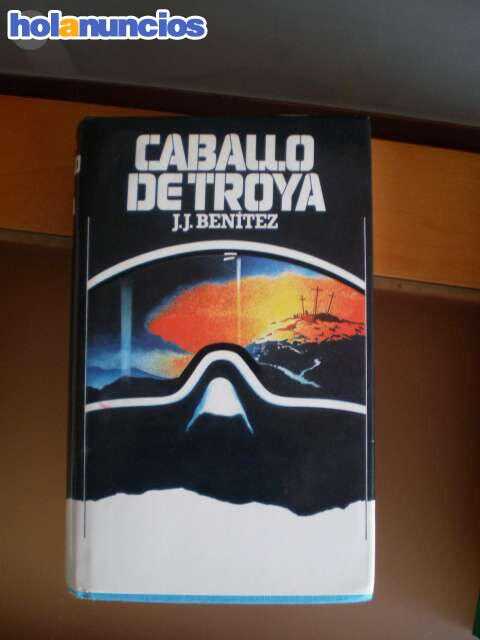 holanuncios
CABALLO
DE TROYA
J.J. BENÍTEZ